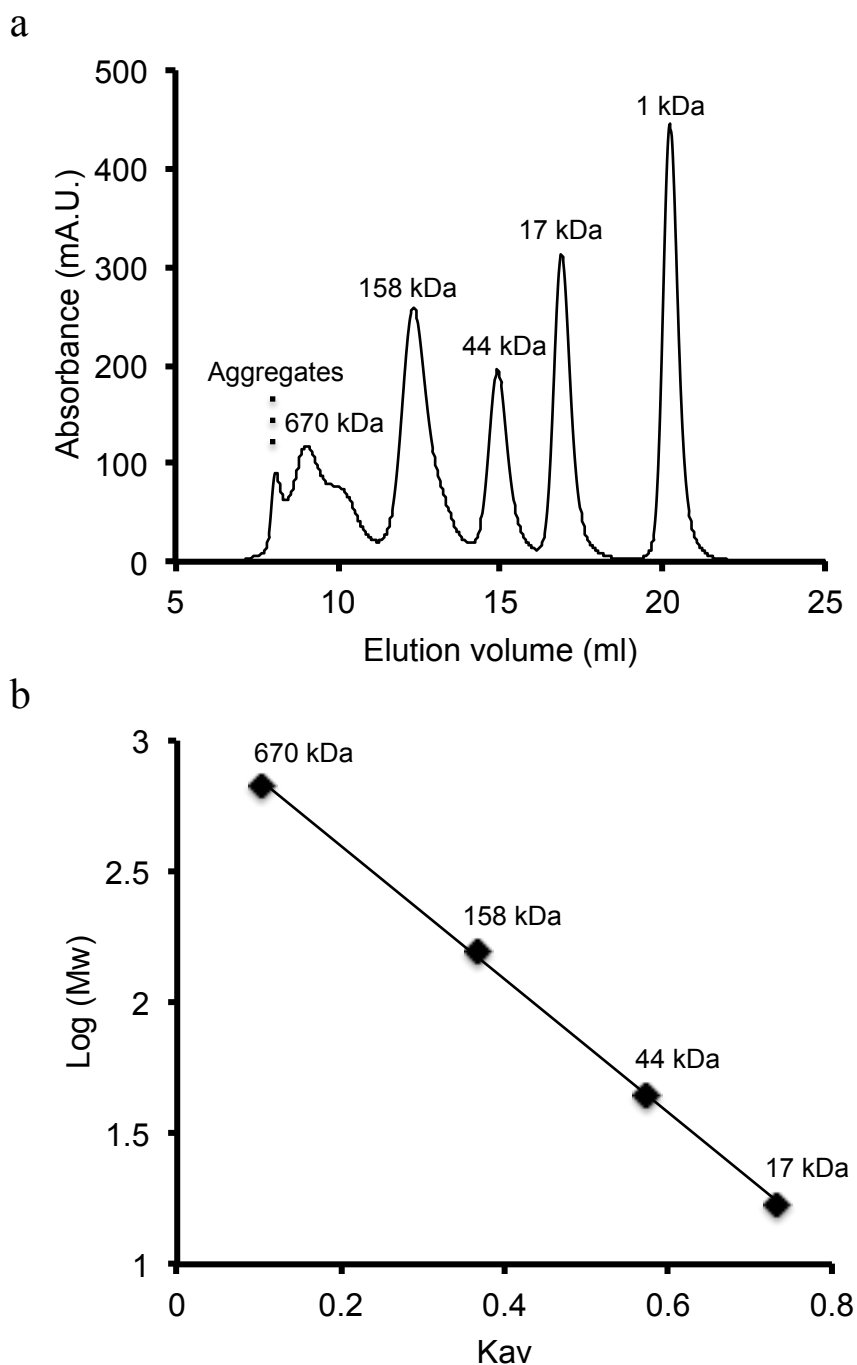 a
500
400
300
200
100
0
Absorbance (mA.U.)
Aggregates
670 kDa
158 kDa
44 kDa
17 kDa
1 kDa
5 10 15 20 25
Elution volume (ml)
b
3
2.5
2
1.5
1
Log (Mw)
670 kDa
158 kDa
44 kDa
17 kDa
0 0.2 0.4 0.6 0.8
Kav